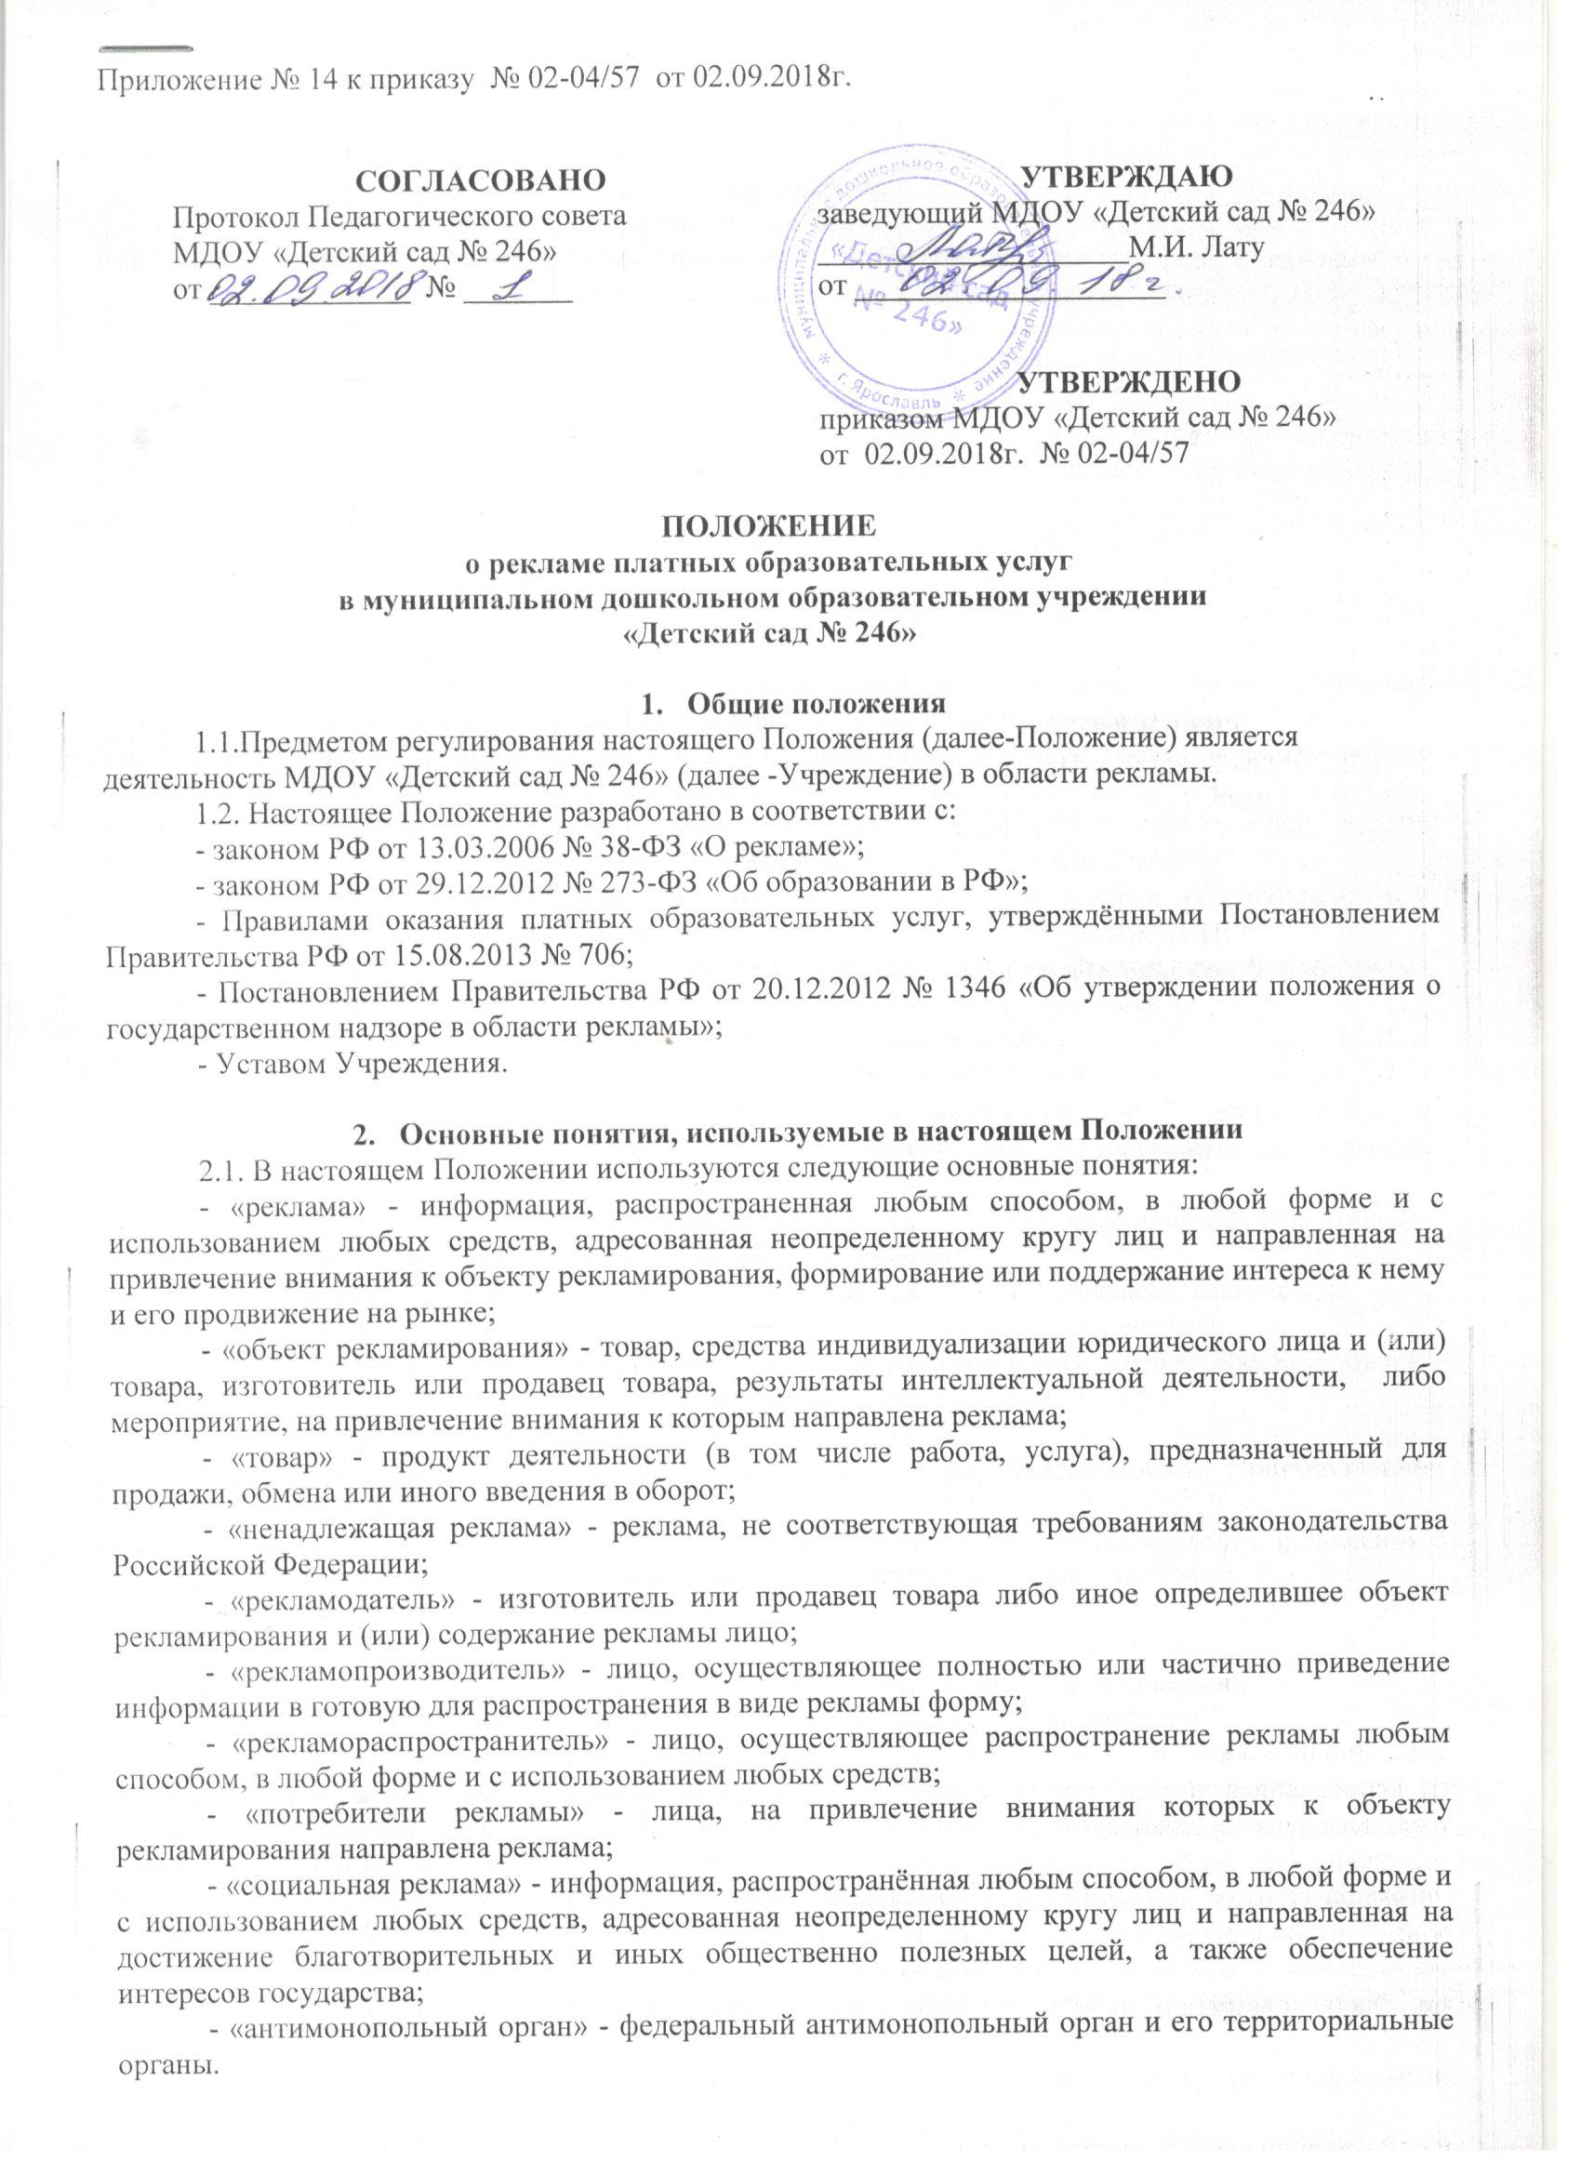 Приложение № 14 к приказу № 02-04/57 от 02.09.2018г.
СОГЛАСОВАНО
Протокол Педагогического совета
МДОУ «Детский сад № 246»
от 02.09 2018 № 1
УТВЕРЖДАЮ
заведующий МДОУ «Детский сад № 246»
М.И. Лату
от 02.09 18г.
«Детский сад
№ 246»
г. Ярославль
УТВЕРЖДЕНО
приказом МДОУ «Детский сад № 246»
от 02.09.2018г. № 02-04/57
ПОЛОЖЕНИЕ
о рекламе платных образовательных услуг
в муниципальном дошкольном образовательном учреждении
«Детский сад № 246»
1. Общие положения
1.1.Предметом регулирования настоящего Положения (далее-Положение) является
деятельность МДОУ «Детский сад № 246» (далее -Учреждение) в области рекламы.
1.2. Настоящее Положение разработано в соответствии с:
- законом РФ от 13.03.2006 № 38-ФЗ «О рекламе»;
- законом РФ от 29.12.2012 № 273-ФЗ «Об образовании в РФ»;
- Правилами оказания платных образовательных услуг, утверждёнными Постановлением
Правительства РФ от 15.08.2013 № 706;
- Постановлением Правительства РФ от 20.12.2012 № 1346 «Об утверждении положения о
государственном надзоре в области рекламы»;
- Уставом Учреждения.
2. Основные понятия, используемые в настоящем Положении
2.1. В настоящем Положении используются следующие основные понятия:
- «реклама» - информация, распространенная любым способом, в любой форме и с
использованием любых средств, адресованная неопределенному кругу лиц и направленная на
привлечение внимания к объекту рекламирования, формирование или поддержание интереса к нему
и его продвижение на рынке;
- «объект рекламирования» - товар, средства индивидуализации юридического лица и (или)
товара, изготовитель или продавец товара, результаты интеллектуальной деятельности, либо
мероприятие, на привлечение внимания к которым направлена реклама;
- «товар» - продукт деятельности (в том числе работа, услуга), предназначенный для
продажи, обмена или иного введения в оборот;
- «ненадлежащая реклама» - реклама, не соответствующая требованиям законодательства
Российской Федерации;
- «рекламодатель» - изготовитель или продавец товара либо иное определившее объект
рекламирования и (или) содержание рекламы лицо;
- «рекламопроизводитель» - лицо, осуществляющее полностью или частично приведение
информации в готовую для распространения в виде рекламы форму;
- «рекламораспространитель» - лицо, осуществляющее распространение рекламы любым
способом, в любой форме и с использованием любых средств;
- «потребители рекламы» - лица, на привлечение внимания которых к объекту
рекламирования направлена реклама;
- «социальная реклама» - информация, распространённая любым способом, в любой форме и
с использованием любых средств, адресованная неопределенному кругу лиц и направленная на
достижение благотворительных и иных общественно полезных целей, а также обеспечение
интересов государства;
- «антимонопольный орган» - федеральный антимонопольный орган и его территориальные
органы.